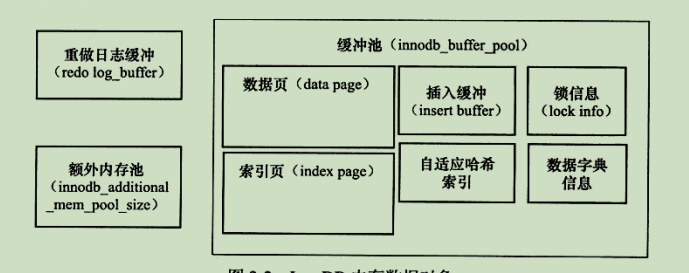 重做日志缓冲
（redo log_buffer）
额外内存池
（innodb_additional
_mem_pool_size）
缓冲池（innodb_buffer_pool）
数据页（data page）
插入缓冲
（insert buffer）
锁信息
（lock info）
索引页（index page）
自适应哈希
索引
数据字典
信息